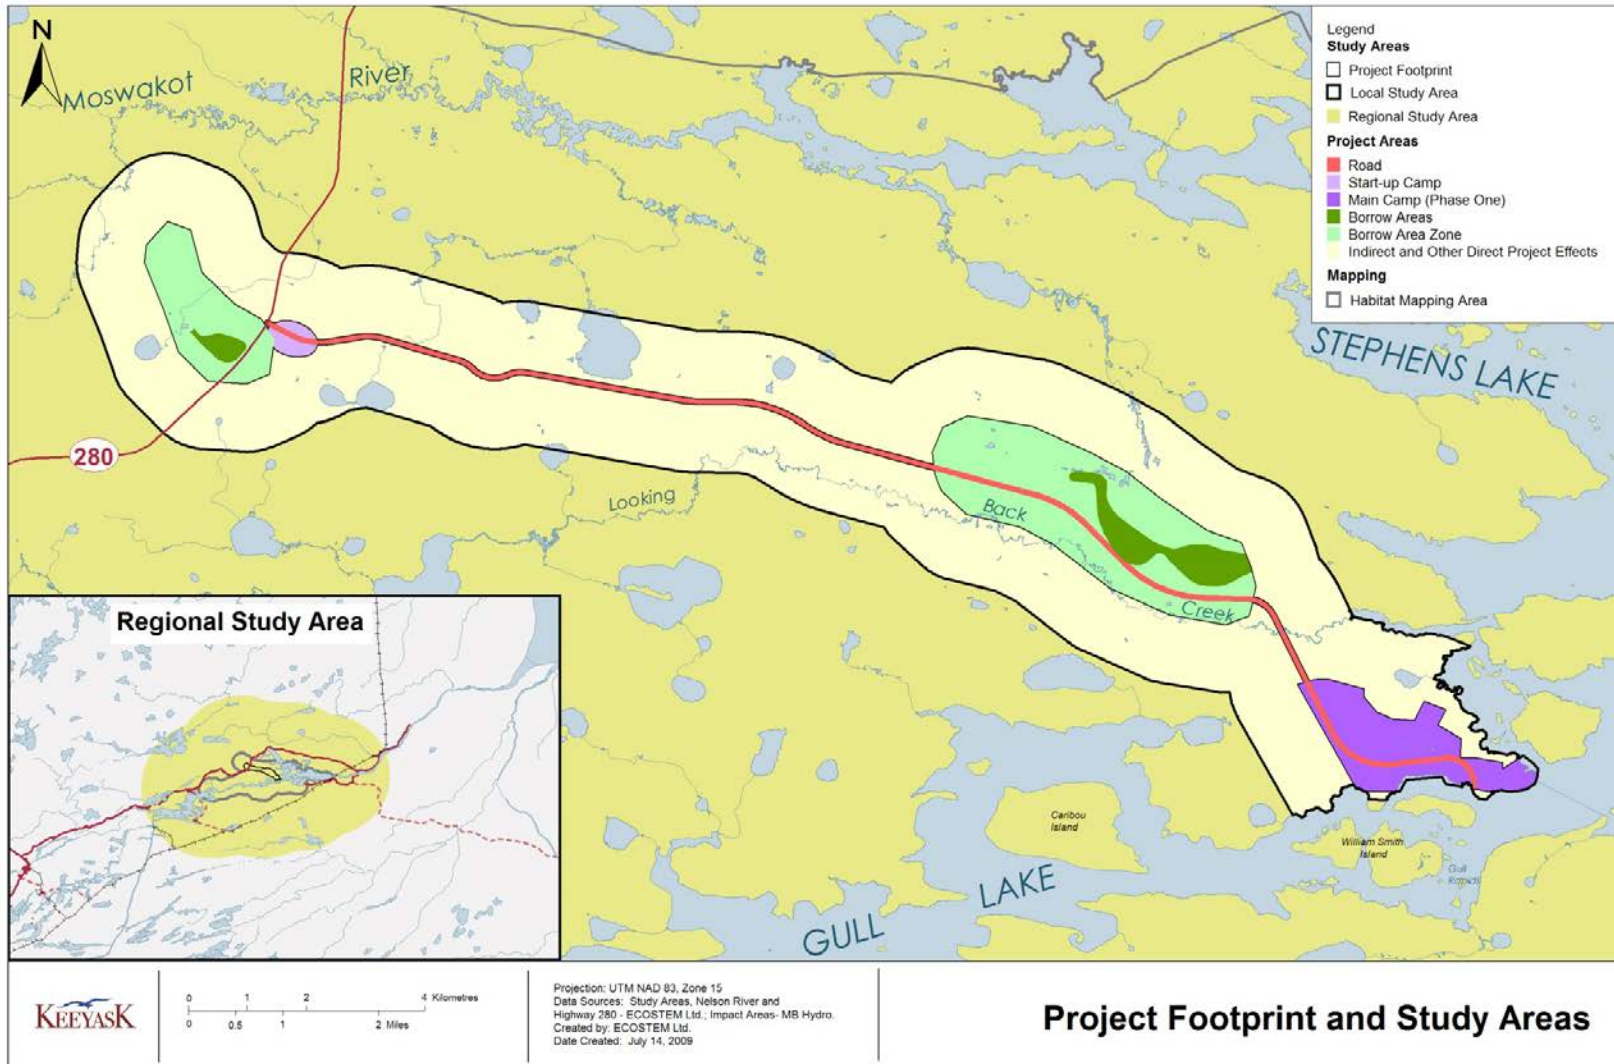 N
Moswakot
River
280
Looking
Back
Creek
STEPHENS LAKE
Caribou
Island
William Smith
Island
Gull
Rapids
GULL
LAKE
Legend
Study Areas
Project Footprint
Local Study Area
Regional Study Area
Project Areas
Road
Start-up Camp
Main Camp (Phase One)
Borrow Areas
Borrow Area Zone
Indirect and Other Direct Project Effects
Mapping
Habitat Mapping Area
Regional Study Area
KEEYASK
0 1 2 4 Kilometres
0 0.5 1 2 Miles
Projection: UTM NAD 83, Zone 15
Data Sources: Study Areas, Nelson River and
Highway 280 - ECOSTEM Ltd.; Impact Areas- MB Hydro.
Created by: ECOSTEM Ltd.
Date Created: July 14, 2009
Project Footprint and Study Areas